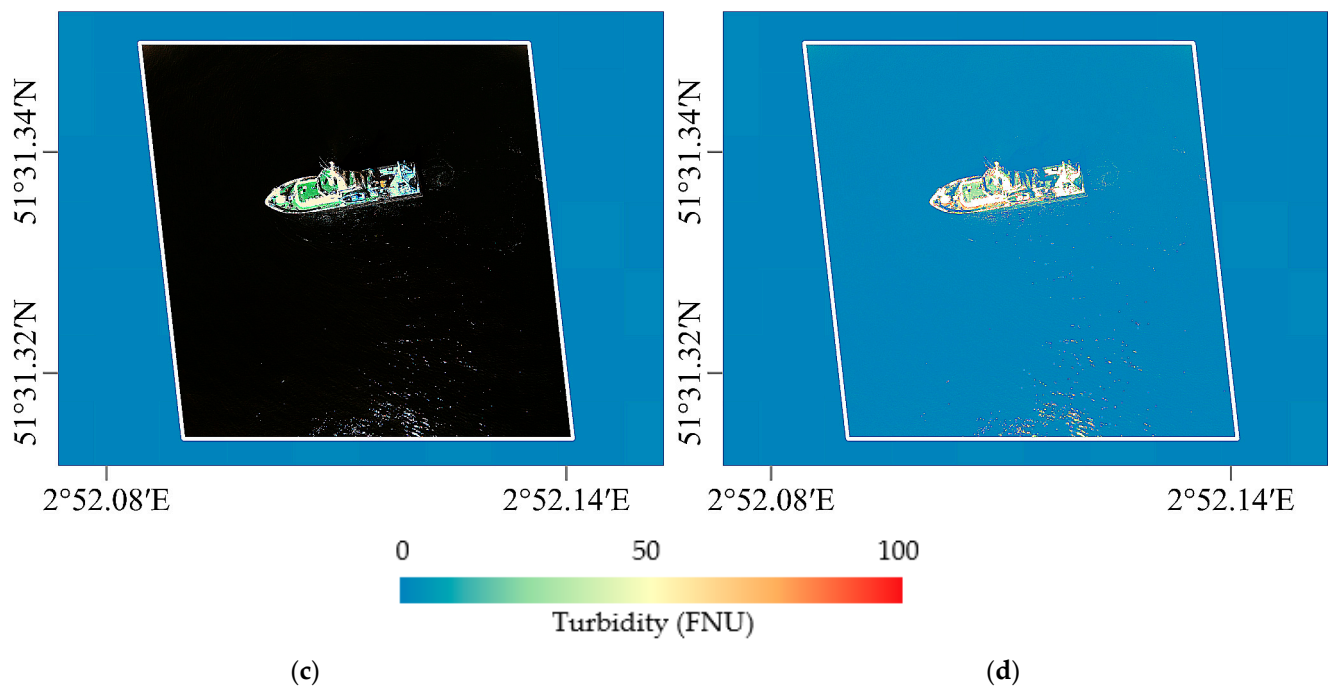 51°31.34′N
51°31.32′N
2°52.08′E
2°52.14′E
51°31.34′N
51°31.32′N
2°52.08′E
2°52.14′E
0 50 100
Turbidity (FNU)
(c)
(d)